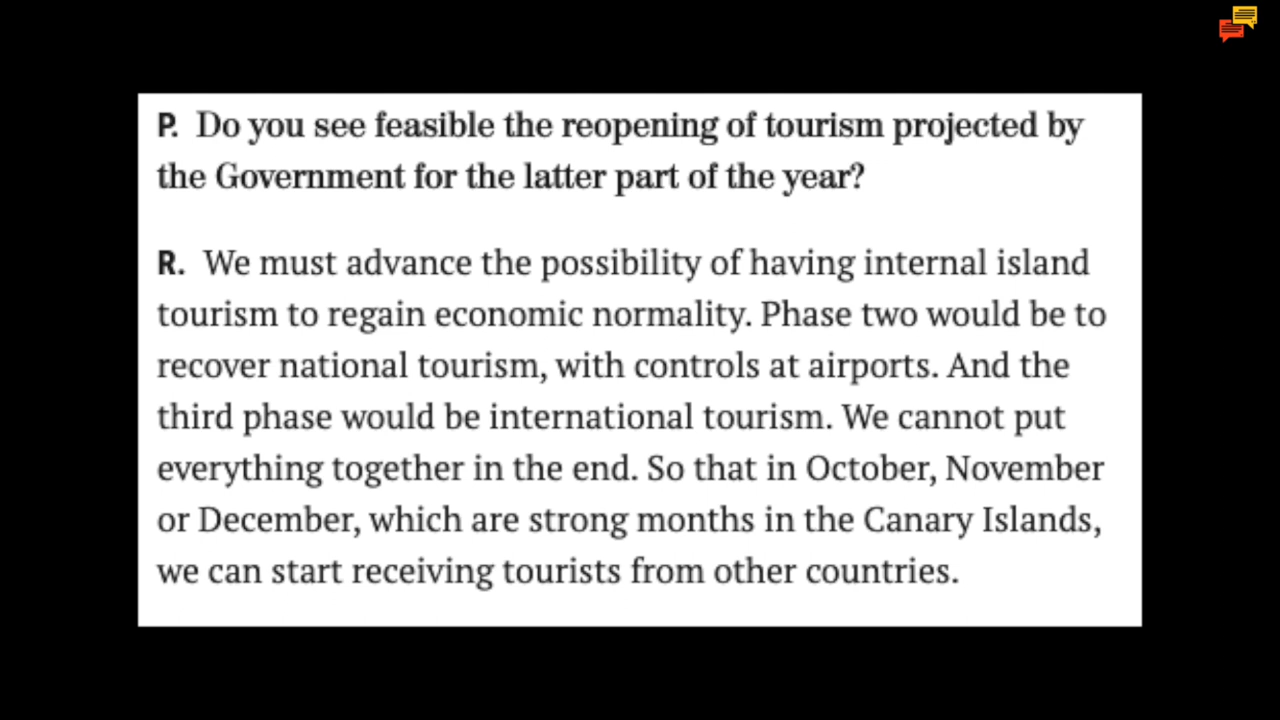 P. Do you see feasible the reopening of tourism projected by
the Government for the latter part of the year?
R. We must advance the possibility of having internal island
tourism to regain economic normality. Phase two would be to
recover national tourism, with controls at airports. And the
third phase would be international tourism. We cannot put
everything together in the end. So that in October, November
or December, which are strong months in the Canary Islands,
we can start receiving tourists from other countries.